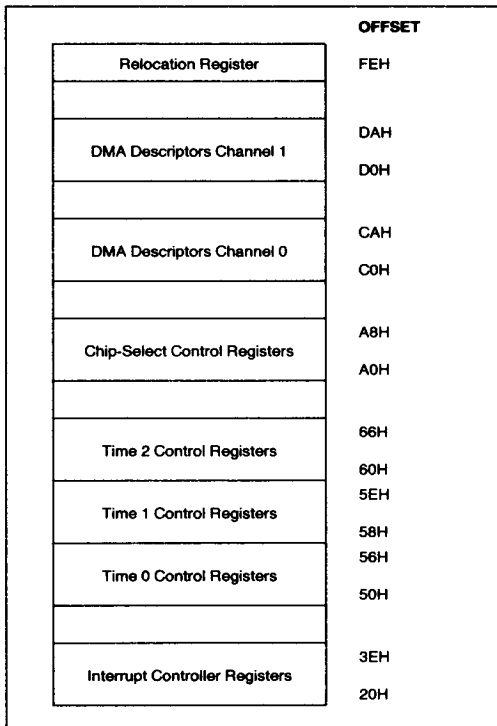 OFFSET
Relocation Register FEH
DAH
DMA Descriptors Channel 1
D0H
CAH
DMA Descriptors Channel 0
C0H
A8H
Chip-Select Control Registers
A0H
66H
Time 2 Control Registers
60H
5EH
Time 1 Control Registers
58H
56H
Time 0 Control Registers
50H
3EH
Interrupt Controller Registers
20H